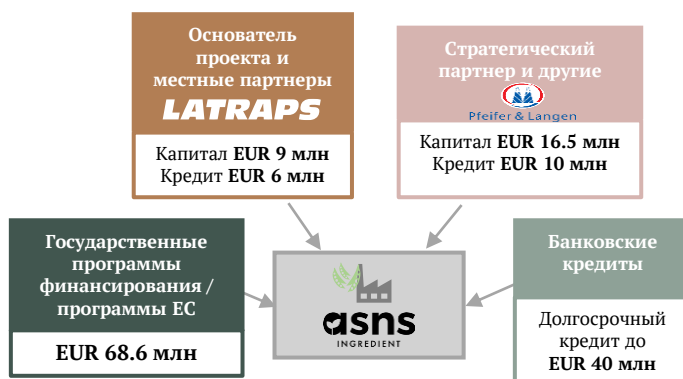 Основатель
проекта и
местные партнеры
LATRAPS
Капитал EUR 9 млн
Кредит EUR 6 млн
Стратегический
партнер и другие
Pfeifer & Langen
Капитал EUR 16.5 млн
Кредит EUR 10 млн
Государственные
программы
финансирования /
программы ЕС
EUR 68.6 млн
asns
INGREDIENT
Банковские
кредиты
Долгосрочный
кредит до
EUR 40 млн